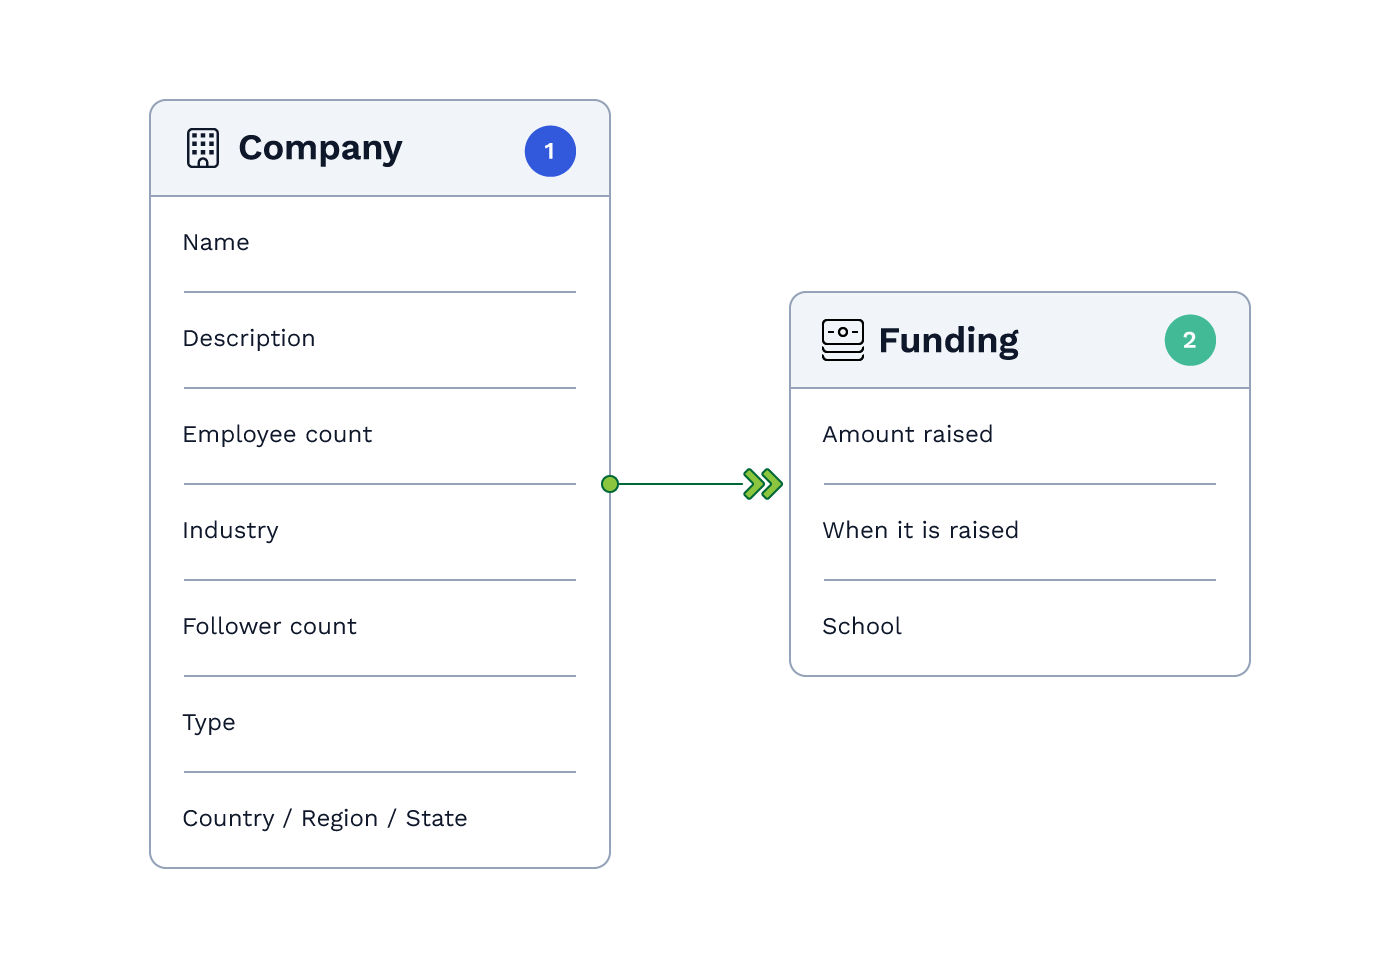 Company
1
Name
Description
Employee count
Industry
Follower count
Type
Country / Region / State
Funding
2
Amount raised
When it is raised
School